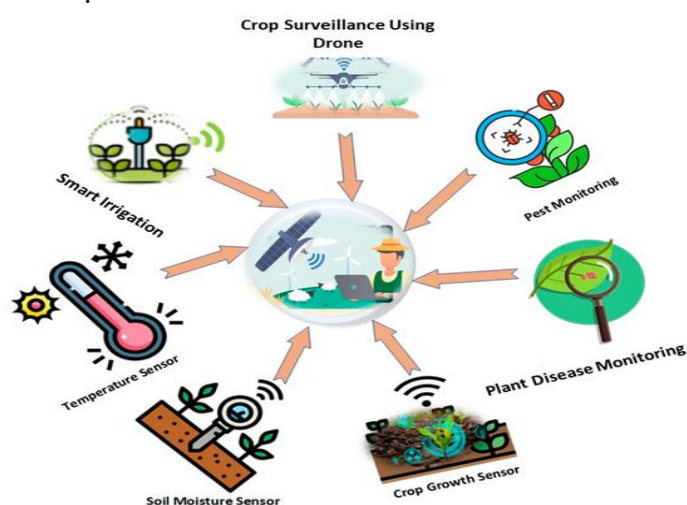 Crop Surveillance Using
Drone
Smart Irrigation
Pest Monitoring
Temperature Sensor
Plant Disease Monitoring
Soil Moisture Sensor
Crop Growth Sensor